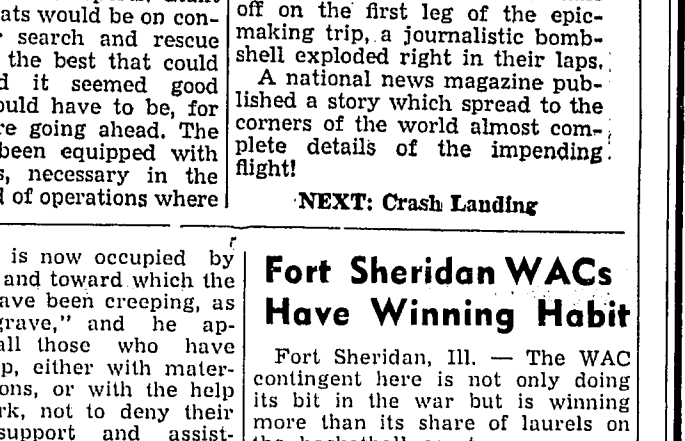 ats would be on con-
search and rescue
the best that could
it seemed good
ould have to be, for
re going ahead. The
been equipped with
s, necessary in the
of operations where
off on the first leg of the epic-
making trip, a journalistic bomb-
shell exploded right in their laps.
A national news magazine pub-
lished a story which spread to the
corners of the world almost com-
plete details of the impending
flight!
NEXT: Crash Landing
is now occupied by
and toward which the
ave been creeping, as
grave," and he ap-
all those who have
p, either with mater-
ons, or with the help
rk, not to deny their
support and assist-
Fort Sheridan WACs
Have Winning Habit
Fort Sheridan, Ill. — The WAC
contingent here is not only doing
its bit in the war but is winning
more than its share of laurels on